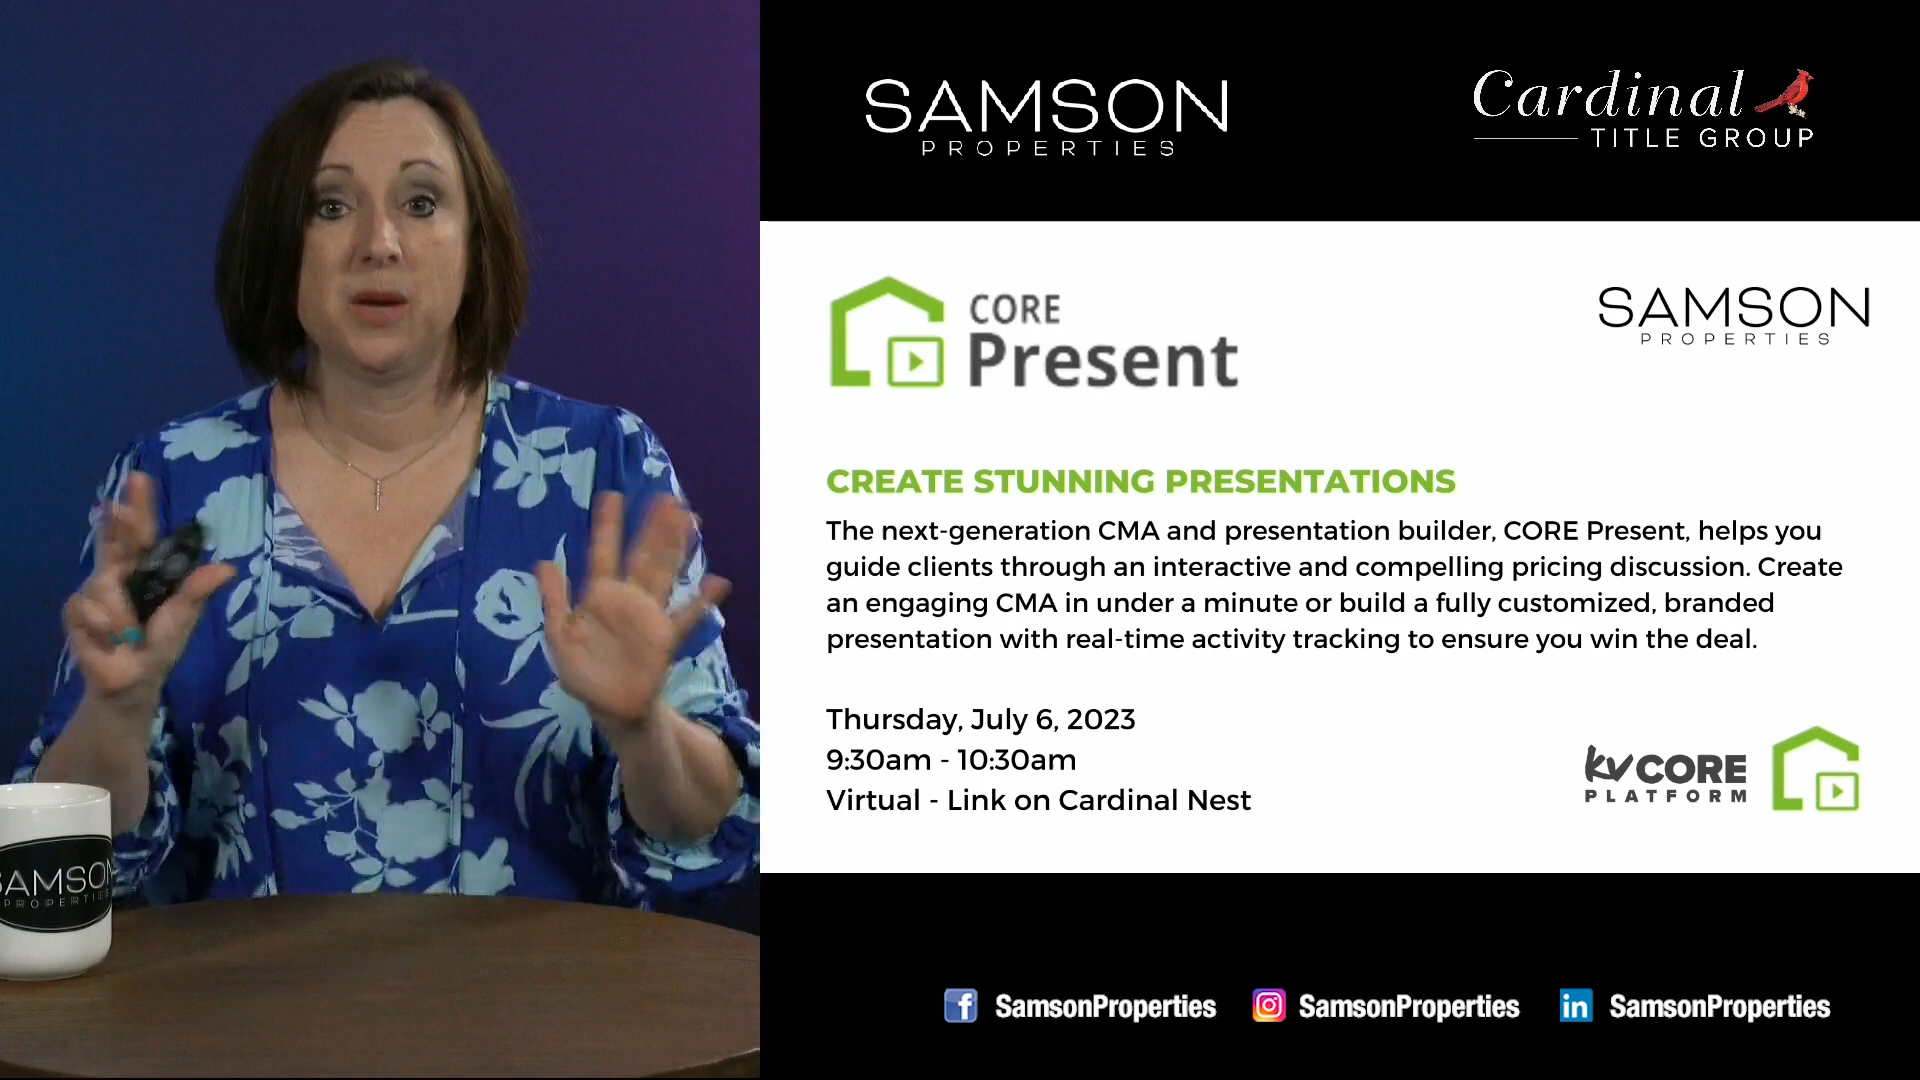 SAMSON
PROPERTIES
Cardinal
TITLE GROUP
CORE
Present
SAMSON
PROPERTIES
CREATE STUNNING PRESENTATIONS
The next-generation CMA and presentation builder, CORE Present, helps you
guide clients through an interactive and compelling pricing discussion. Create
an engaging CMA in under a minute or build a fully customized, branded
presentation with real-time activity tracking to ensure you win the deal.
Thursday, July 6, 2023
9:30am - 10:30am
Virtual - Link on Cardinal Nest
kvCORE
PLATFORM
SAMSON
PROPERTIES
f SamsonProperties
SamsonProperties
in SamsonProperties